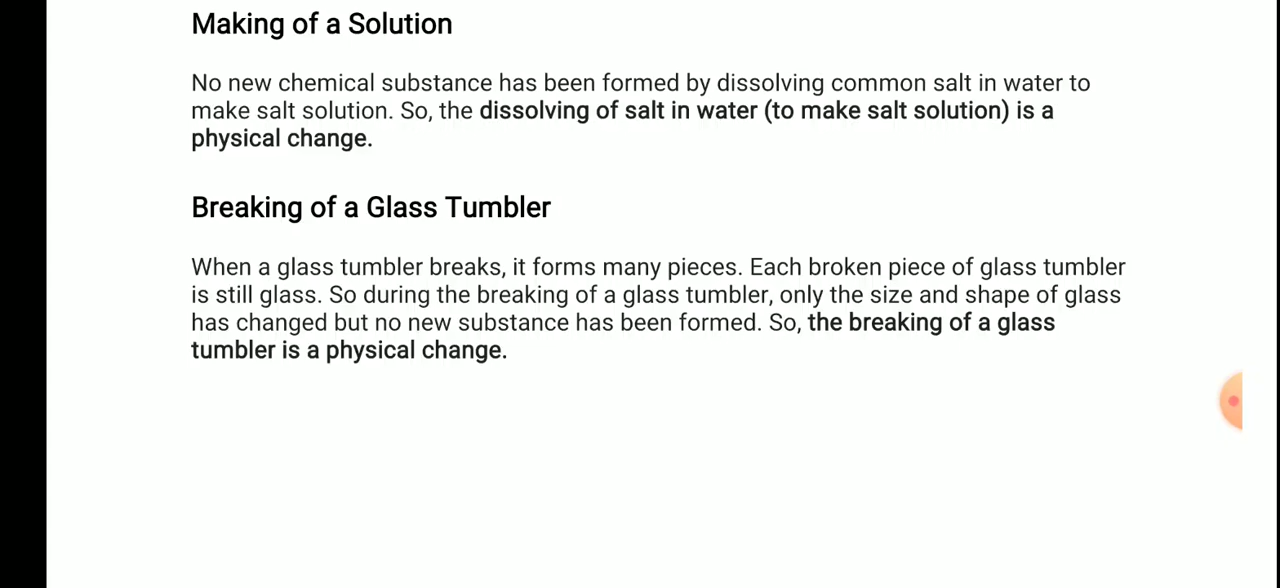 Making of a Solution
No new chemical substance has been formed by dissolving common salt in water to
make salt solution. So, the dissolving of salt in water (to make salt solution) is a
physical change.
Breaking of a Glass Tumbler
When a glass tumbler breaks, it forms many pieces. Each broken piece of glass tumbler
is still glass. So during the breaking of a glass tumbler, only the size and shape of glass
has changed but no new substance has been formed. So, the breaking of a glass
tumbler is a physical change.